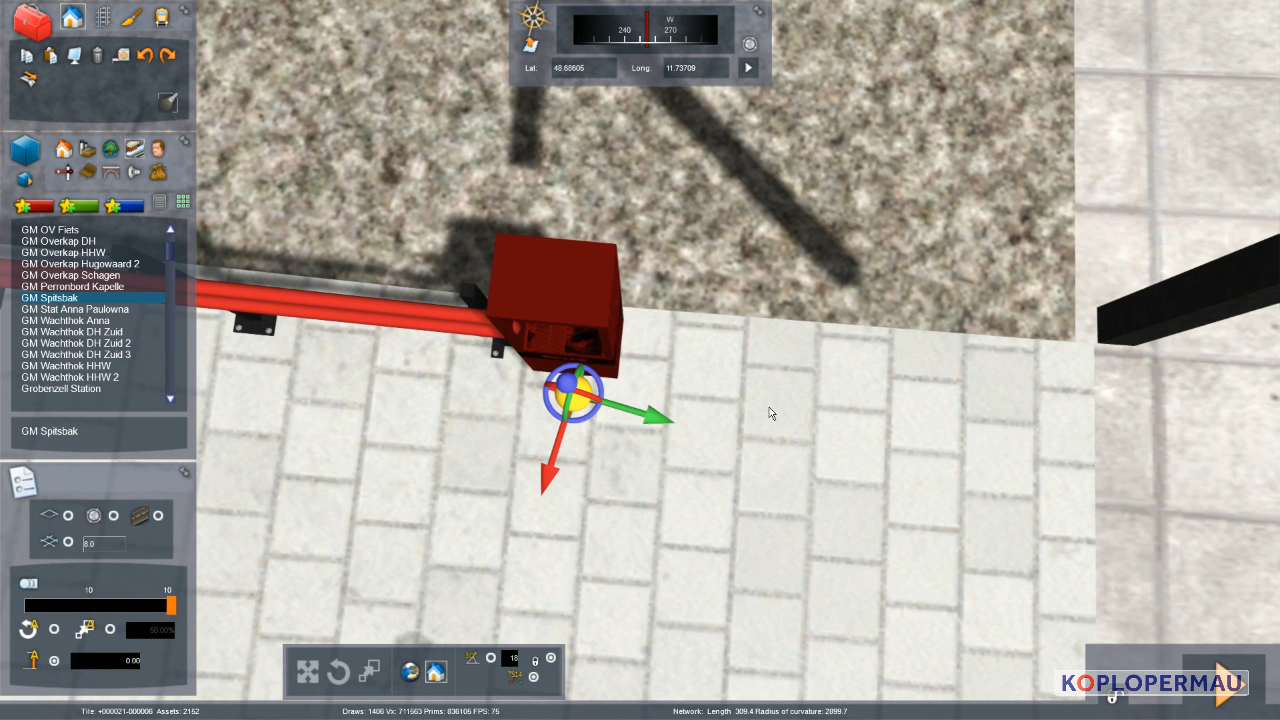 W
240 270
Lat: 48.68605 Long: 11.73709
GM OV Fiets
GM Overkap DH
GM Overkap HHW
GM Overkap Hugowaard 2
GM Overkap Schagen
GM Perronbord Kapelle
GM Spitsbak
GM Stat Anna Paulowna
GM Wachthok Anna
GM Wachthok DH Zuid
GM Wachthok DH Zuid 2
GM Wachthok DH Zuid 3
GM Wachthok HHW
GM Wachthok HHW 2
Grobenzell Station
GM Spitsbak
8.0
10 10
50.00%
0.00
18
KOPLOPERMAU
Tile: +000021-000006 Assets: 2152 Draws: 1406 Vx: 711563 Prims: 836105 FPS: 75 Network: Length 309.4 Radius of curvature: 2899.7